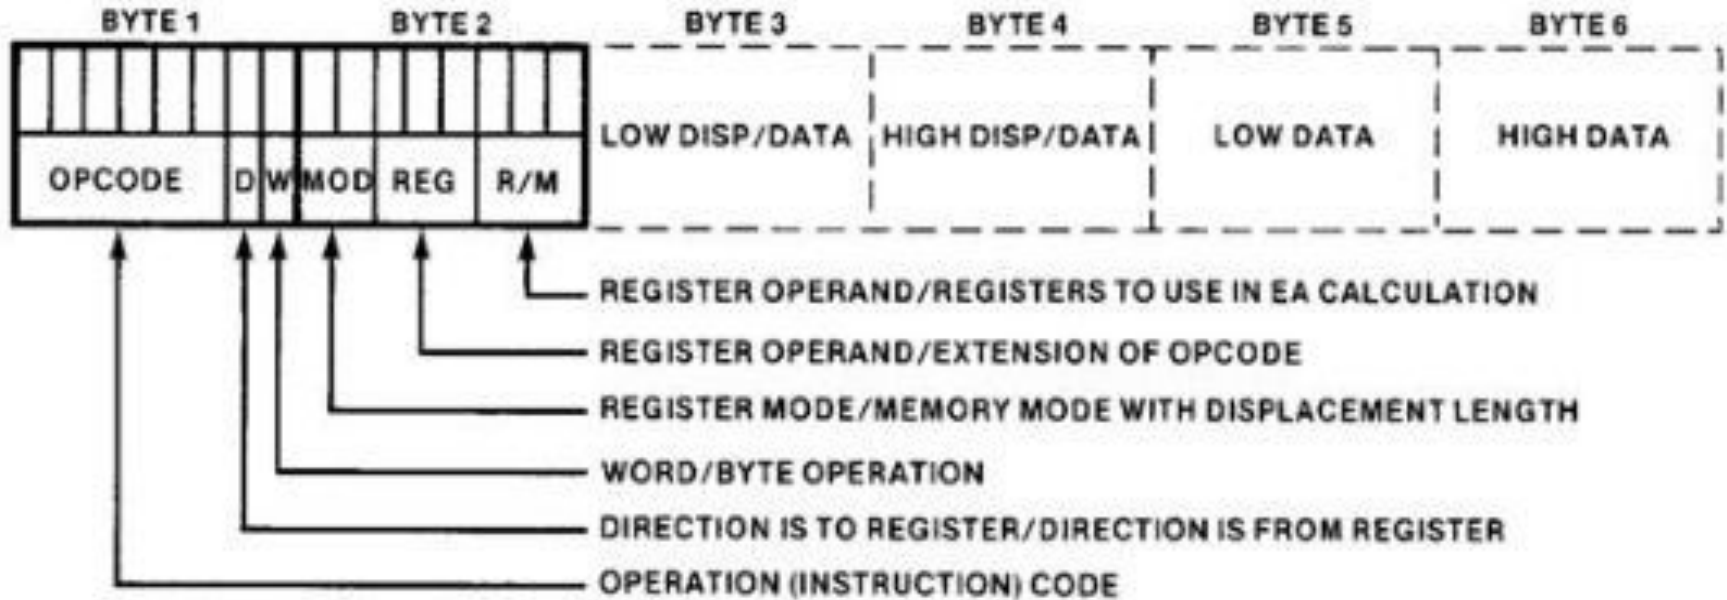 BYTE 1 BYTE 2 BYTE 3 BYTE 4 BYTE 5 BYTE 6
LOW DISP/DATA HIGH DISP/DATA LOW DATA HIGH DATA
OPCODE D W MOD REG R/M
REGISTER OPERAND/REGISTERS TO USE IN EA CALCULATION
REGISTER OPERAND/EXTENSION OF OPCODE
REGISTER MODE/MEMORY MODE WITH DISPLACEMENT LENGTH
WORD/BYTE OPERATION
DIRECTION IS TO REGISTER/DIRECTION IS FROM REGISTER
OPERATION (INSTRUCTION) CODE